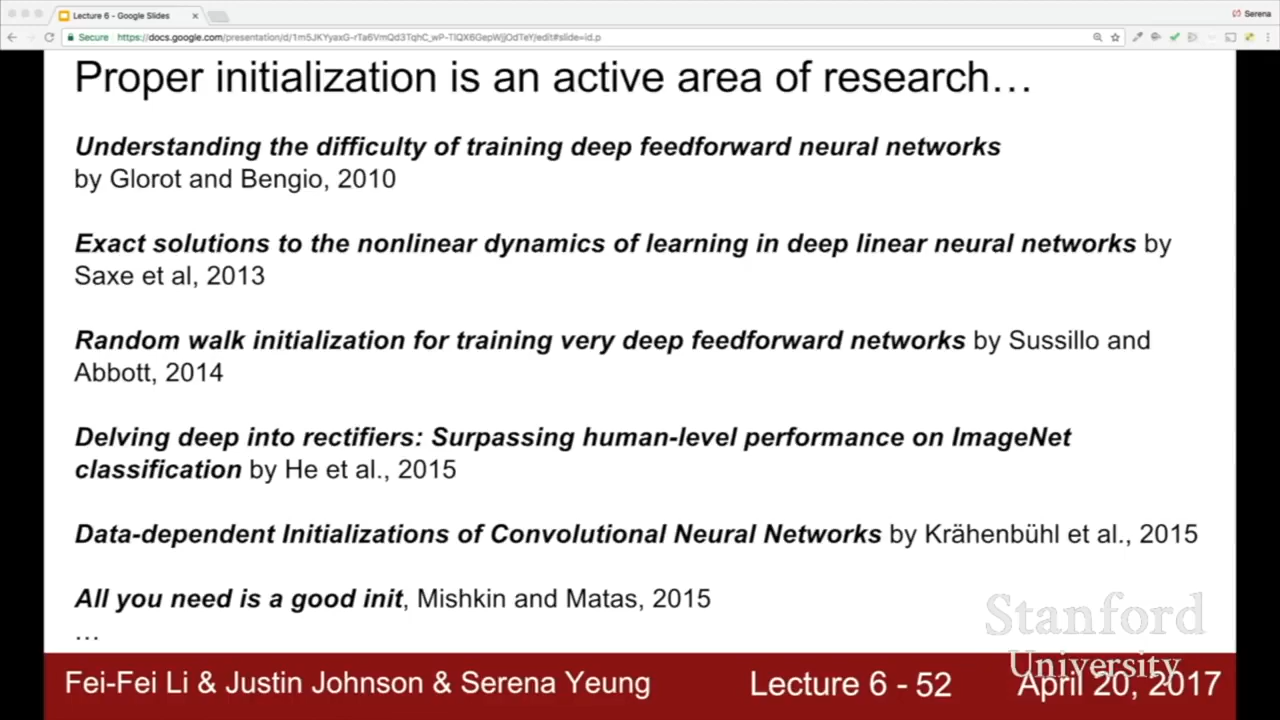 Lecture 6 - Google Slides
Serena
Secure
https://docs.google.com/presentation/d/1m5JKYyaxG-rTa6VmQd3TqhC_wP-TlQX6GepWjjOdTeY/edit#slide=id.p
Proper initialization is an active area of research…
Understanding the difficulty of training deep feedforward neural networks
by Glorot and Bengio, 2010
Exact solutions to the nonlinear dynamics of learning in deep linear neural networks by
Saxe et al, 2013
Random walk initialization for training very deep feedforward networks by Sussillo and
Abbott, 2014
Delving deep into rectifiers: Surpassing human-level performance on ImageNet
classification by He et al., 2015
Data-dependent Initializations of Convolutional Neural Networks by Krähenbühl et al., 2015
All you need is a good init, Mishkin and Matas, 2015
…
Stanford
University
Fei-Fei Li & Justin Johnson & Serena Yeung
Lecture 6 - 52
April 20, 2017